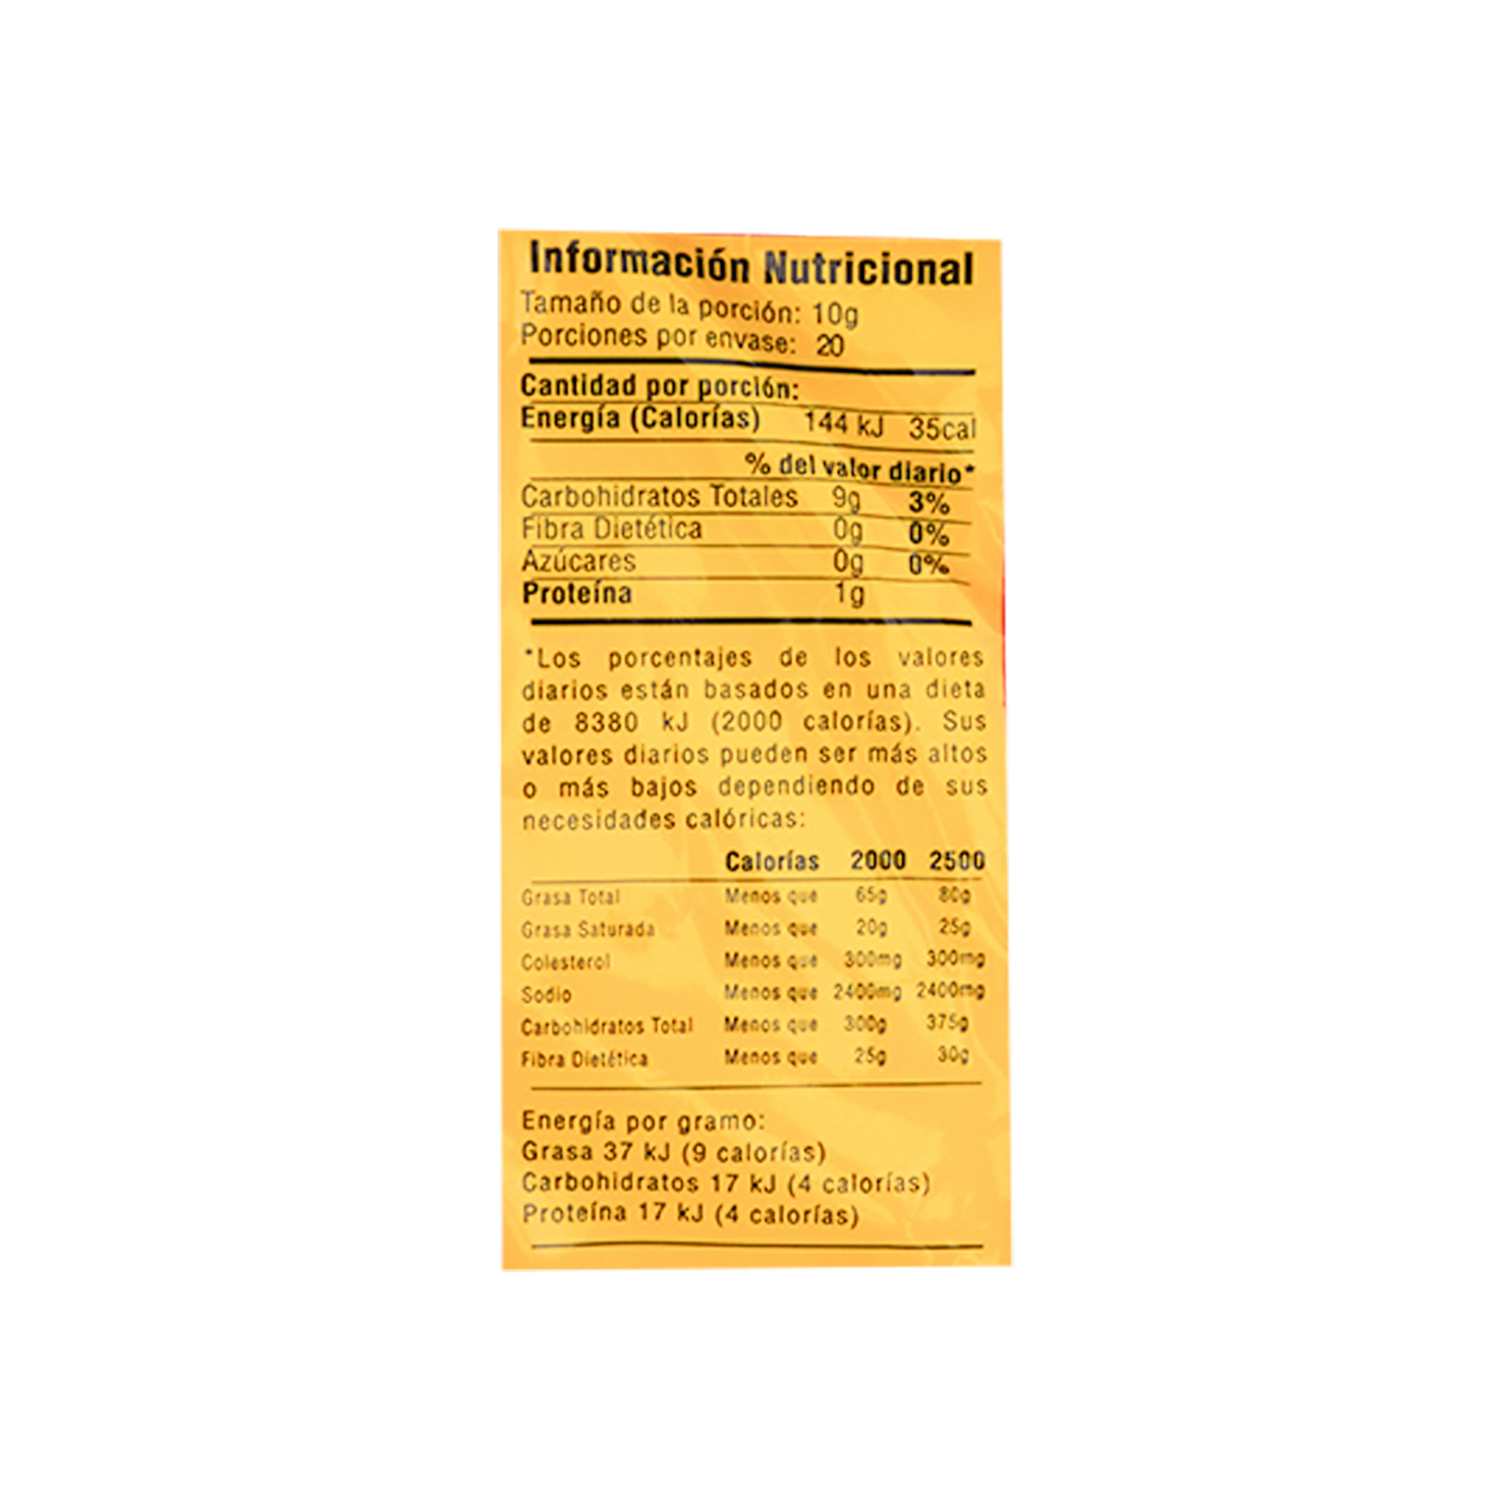 Información Nutricional
Tamaño de la porción: 10g
Porciones por envase: 20
Cantidad por porción:
Energía (Calorías) 144 kJ 35cal
% del valor diario*
Carbohidratos Totales 9g 3%
Fibra Dietética 0g 0%
Azúcares 0g 0%
Proteína 1g
*Los porcentajes de los valores
diarios están basados en una dieta
de 8380 kJ (2000 calorías). Sus
valores diarios pueden ser más altos
o más bajos dependiendo de sus
necesidades calóricas:
Calorías 2000 2500
Grasa Total Menos que 65g 80g
Grasa Saturada Menos que 20g 25g
Colesterol Menos que 300mg 300mg
Sodio Menos que 2400mg 2400mg
Carbohidratos Total Menos que 300g 375g
Fibra Dietética Menos que 25g 30g
Energía por gramo:
Grasa 37 kJ (9 calorías)
Carbohidratos 17 kJ (4 calorías)
Proteína 17 kJ (4 calorías)